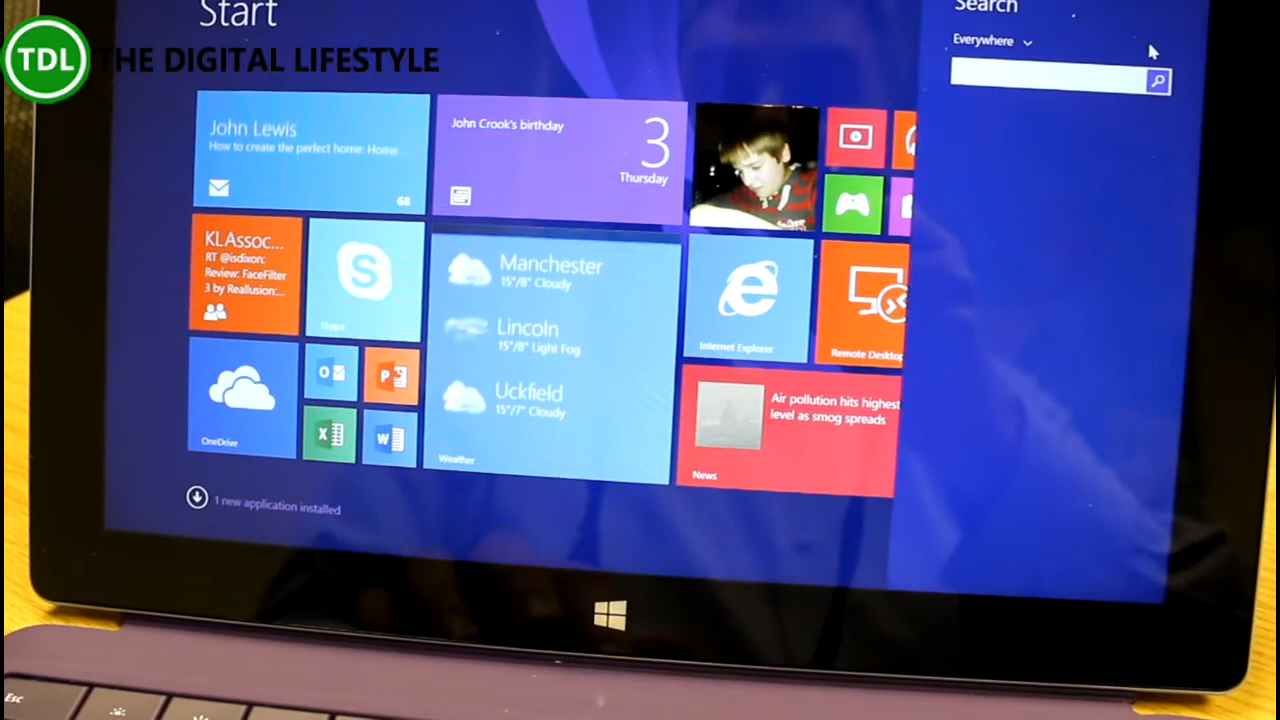 Start
Search
TDL THE DIGITAL LIFESTYLE
Everywhere
John Lewis
How to create the perfect home: Home
68
John Crook's birthday
3
Thursday
KLAssoc...
RT @isdixon:
Review: FaceFilter
3 by Reallusion:...
Skype
Manchester
15°/8° Cloudy
Lincoln
15°/8° Light Fog
Uckfield
15°/7° Cloudy
Weather
Internet Explorer
Remote Desktop
Air pollution hits highest
level as smog spreads
News
OneDrive
O
P
X
W
1 new application installed
Esc